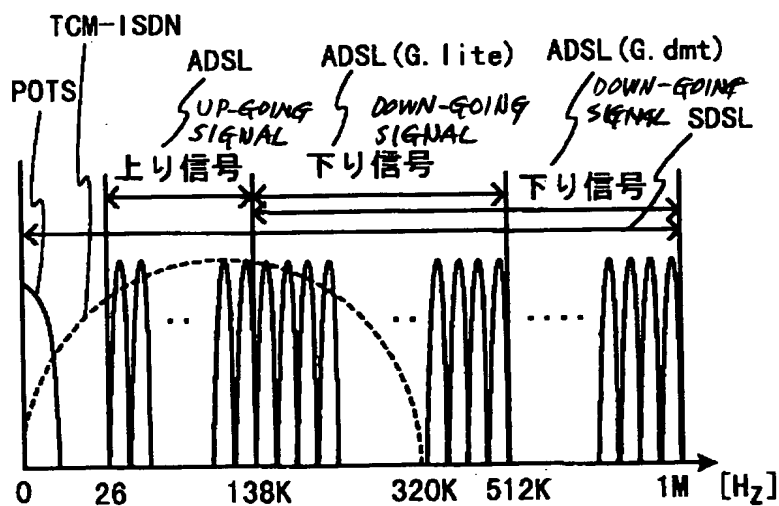 TCM-ISDN
POTS
ADSL
UP-GOING
SIGNAL
上り信号
ADSL(G.lite)
DOWN-GOING
SIGNAL
下り信号
ADSL(G.dmt)
DOWN-GOING
SIGNAL
SDSL
下り信号
0 26 138K 320K 512K 1M [HZ]